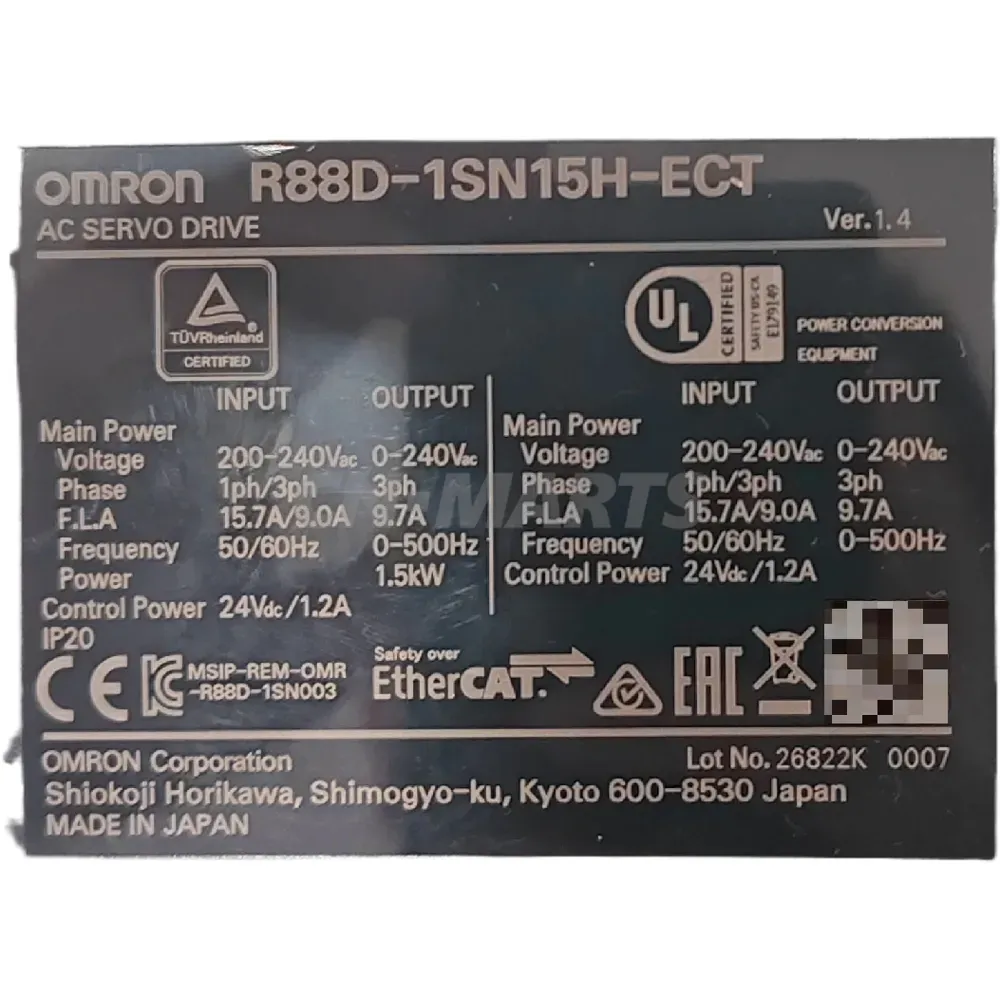 OMRON R88D-1SN15H-ECT
AC SERVO DRIVE
Ver.1.4
TÜVRheinland®
CERTIFIED
UL
CERTIFIED
SAFETY US-CA
E179149
POWER CONVERSION
EQUIPMENT
INPUT OUTPUT
Main Power
Voltage 200-240Vac 0-240Vac
Phase 1ph/3ph 3ph
F.L.A 15.7A/9.0A 9.7A
Frequency 50/60Hz 0-500Hz
Power 1.5kW
Control Power 24Vdc/1.2A
IP20
INPUT OUTPUT
Main Power
Voltage 200-240Vac 0-240Vac
Phase 1ph/3ph 3ph
F.L.A 15.7A/9.0A 9.7A
Frequency 50/60Hz 0-500Hz
Control Power 24Vdc/1.2A
CE
MSIP-REM-OMR
-R88D-1SN003
Safety over
EtherCAT®
EAC
OMRON Corporation
Lot No. 26822K 0007
Shiokoji Horikawa, Shimogyo-ku, Kyoto 600-8530 Japan
MADE IN JAPAN